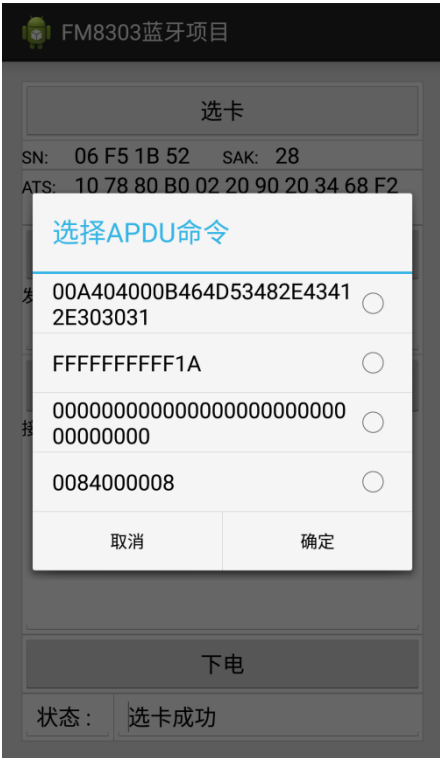 FM8303蓝牙项目
选卡
SN: 06 F5 1B 52 SAK: 28
ATS: 10 78 80 B0 02 20 90 20 34 68 F2
选择APDU命令
00A404000B464D53482E4341
2E303031
FFFFFFFFFF1A
000000000000000000000000
00000000
0084000008
取消 确定
下电
状态 : 选卡成功